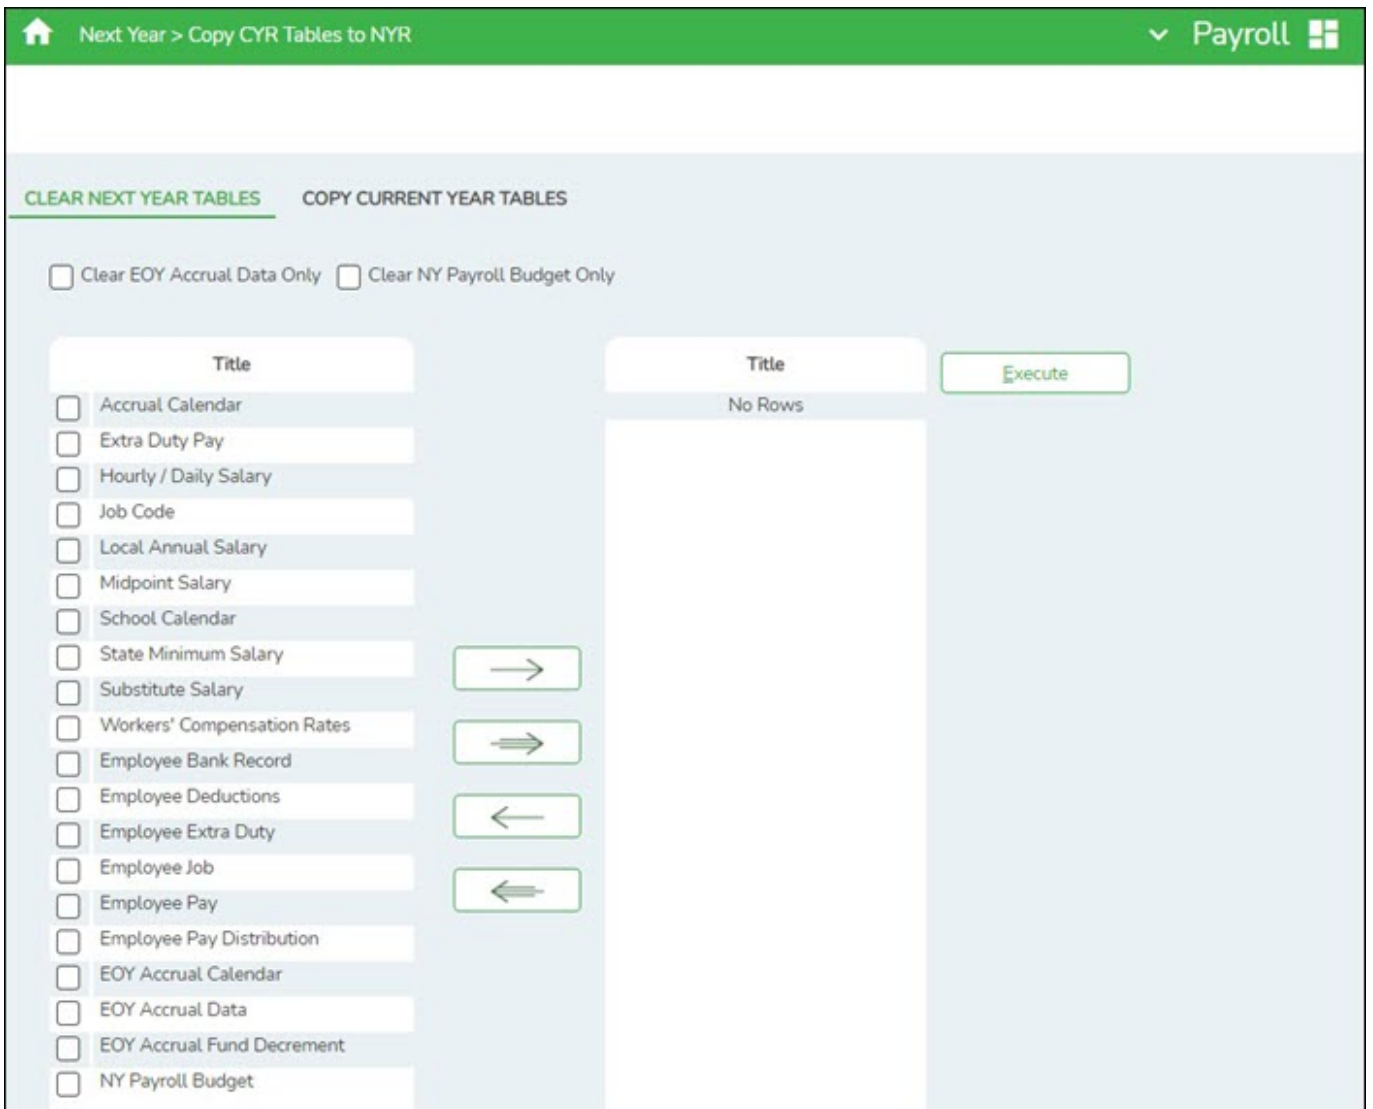 Next Year > Copy CYR Tables to NYR
Payroll
CLEAR NEXT YEAR TABLES COPY CURRENT YEAR TABLES
Clear EOY Accrual Data Only Clear NY Payroll Budget Only
Title
Accrual Calendar
Extra Duty Pay
Hourly / Daily Salary
Job Code
Local Annual Salary
Midpoint Salary
School Calendar
State Minimum Salary
Substitute Salary
Workers' Compensation Rates
Employee Bank Record
Employee Deductions
Employee Extra Duty
Employee Job
Employee Pay
Employee Pay Distribution
EOY Accrual Calendar
EOY Accrual Data
EOY Accrual Fund Decrement
NY Payroll Budget
Title
No Rows
Execute